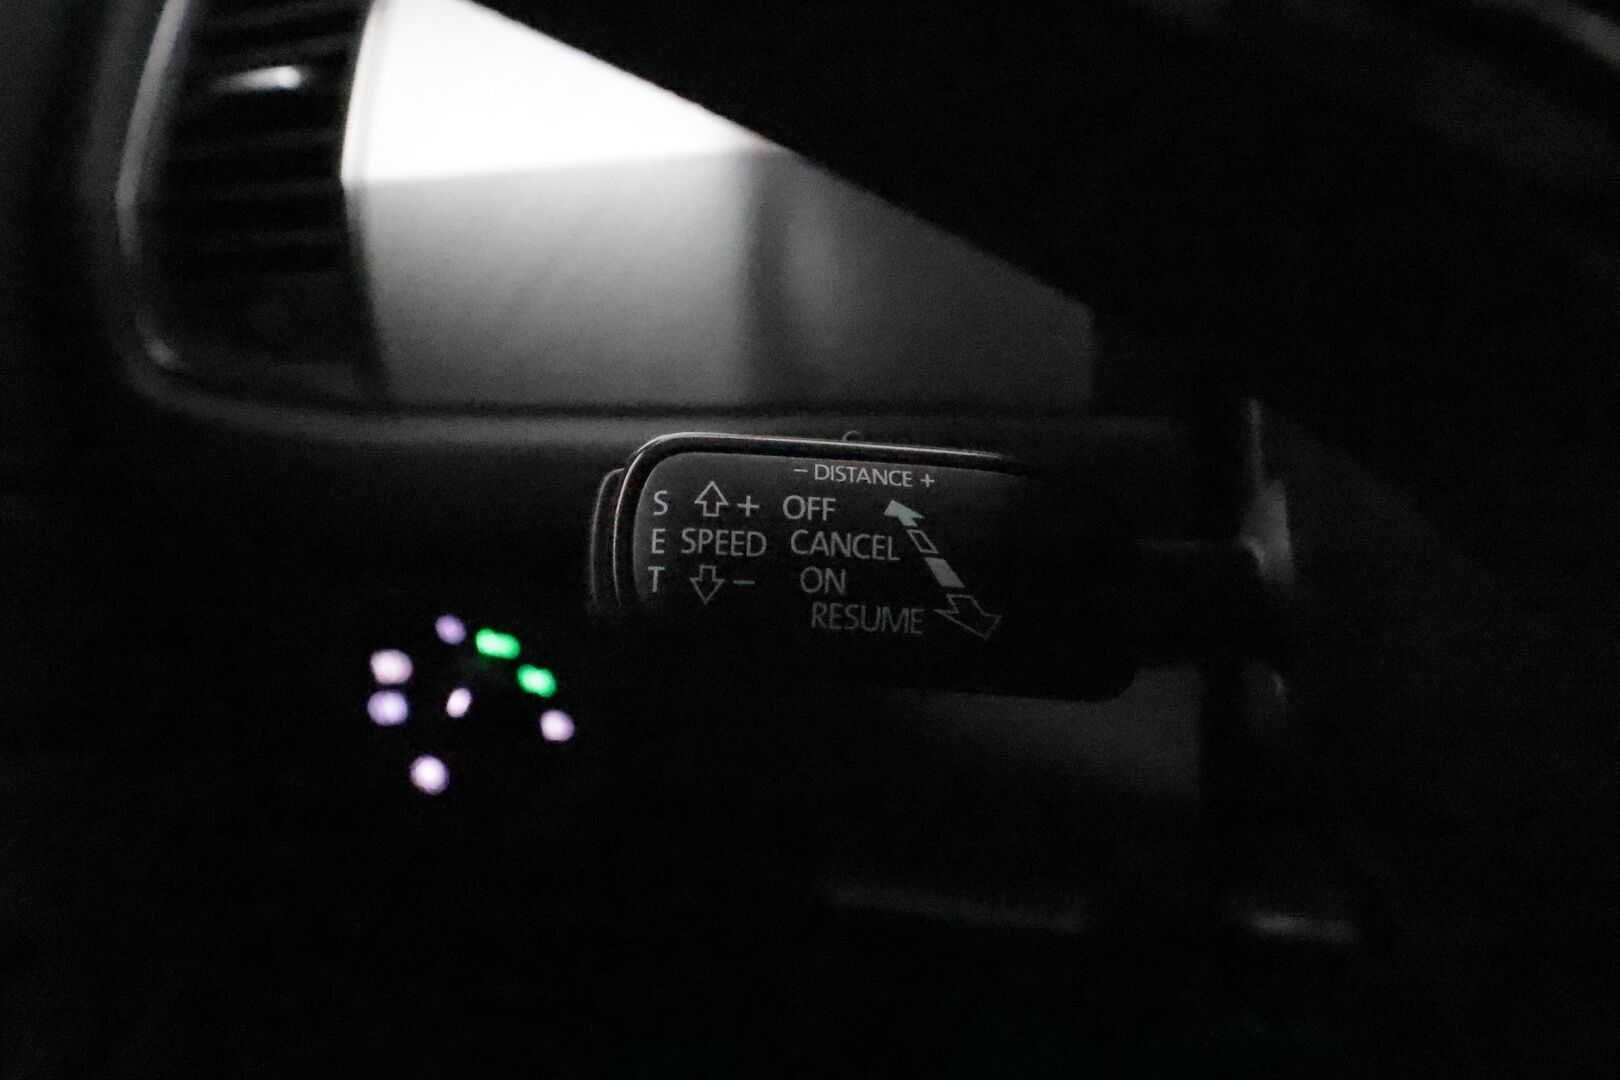 - DISTANCE +
S + OFF
E SPEED CANCEL
T - ON
RESUME